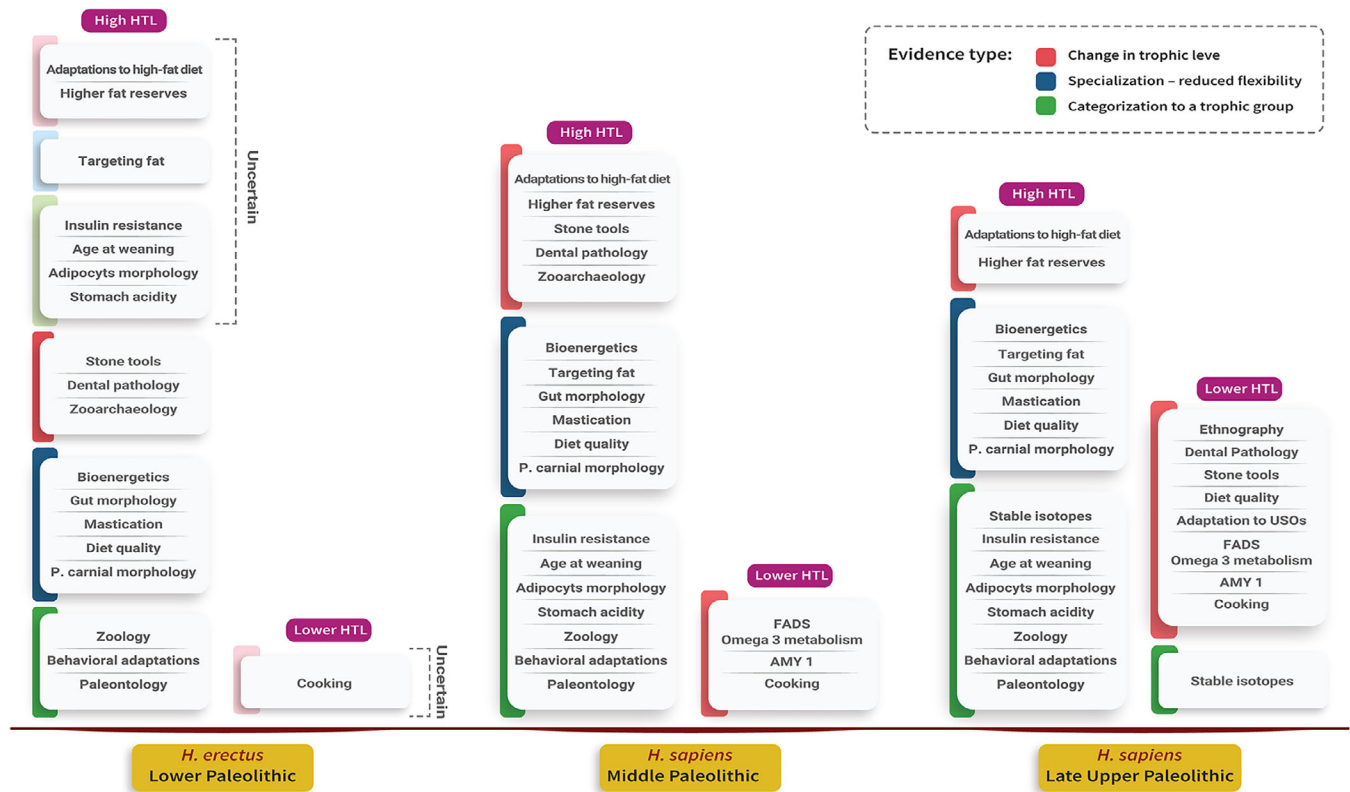 High HTL
Adaptations to high-fat diet
Higher fat reserves
Targeting fat
Insulin resistance
Age at weaning
Adipocyts morphology
Stomach acidity
Uncertain
Stone tools
Dental pathology
Zooarchaeology
Bioenergetics
Gut morphology
Mastication
Diet quality
P. carnial morphology
Zoology
Behavioral adaptations
Paleontology
Lower HTL
Cooking
Uncertain
H. erectus
Lower Paleolithic
High HTL
Adaptations to high-fat diet
Higher fat reserves
Stone tools
Dental pathology
Zooarchaeology
Bioenergetics
Targeting fat
Gut morphology
Mastication
Diet quality
P. carnial morphology
Insulin resistance
Age at weaning
Adipocyts morphology
Stomach acidity
Zoology
Behavioral adaptations
Paleontology
Lower HTL
FADS
Omega 3 metabolism
AMY 1
Cooking
H. sapiens
Middle Paleolithic
Evidence type:
Change in trophic leve
Specialization – reduced flexibility
Categorization to a trophic group
High HTL
Adaptations to high-fat diet
Higher fat reserves
Bioenergetics
Targeting fat
Gut morphology
Mastication
Diet quality
P. carnial morphology
Stable isotopes
Insulin resistance
Age at weaning
Adipocyts morphology
Stomach acidity
Zoology
Behavioral adaptations
Paleontology
Lower HTL
Ethnography
Dental Pathology
Stone tools
Diet quality
Adaptation to USOs
FADS
Omega 3 metabolism
AMY 1
Cooking
Stable isotopes
H. sapiens
Late Upper Paleolithic